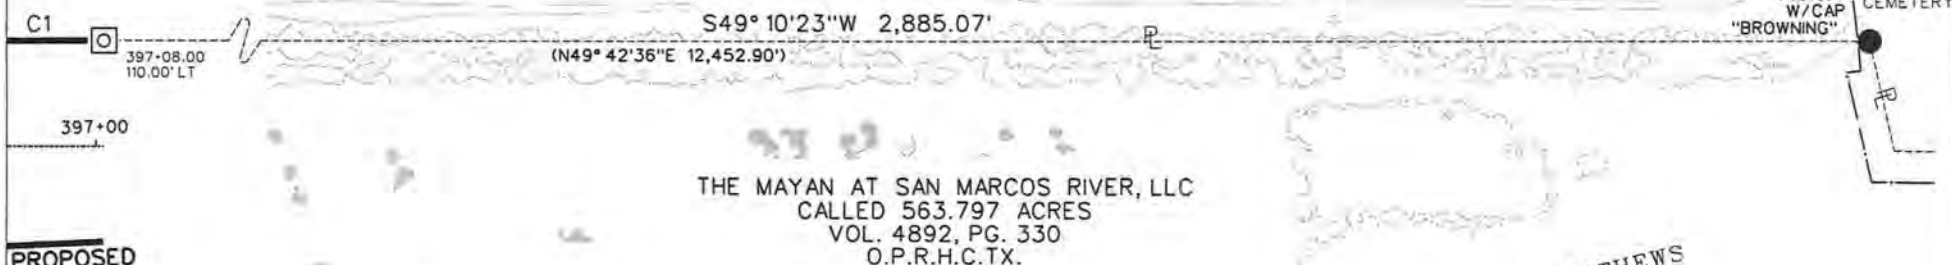 C1
S49° 10'23"W 2,885.07'
W/CAP
CEMETERY
"BROWNING"
397+08.00
110.00' LT
(N49° 42'36"E 12,452.90')
PL
PL
397+00
THE MAYAN AT SAN MARCOS RIVER, LLC
CALLED 563.797 ACRES
VOL. 4892, PG. 330
O.P.R.H.C.TX.
PROPOSED